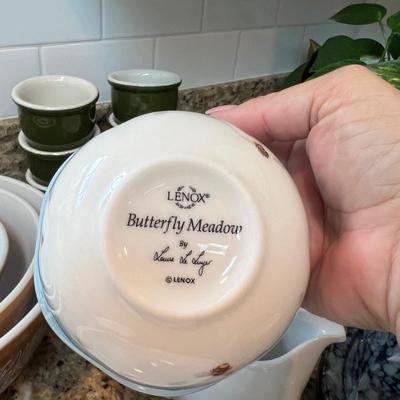 LENOX®
Butterfly Meadow
By
Louise Le Luyer
© LENOX